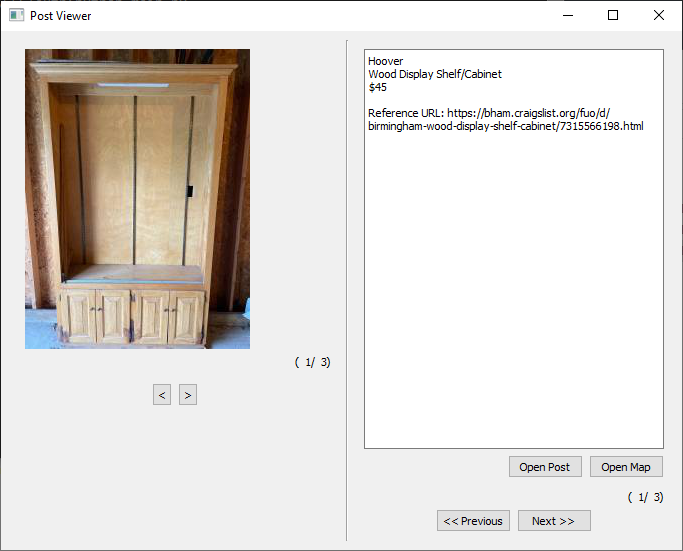 Post Viewer
( 1/ 3)
<
>
Hoover
Wood Display Shelf/Cabinet
$45
Reference URL: https://bham.craigslist.org/fuo/d/
birmingham-wood-display-shelf-cabinet/7315566198.html
Open Post
Open Map
( 1/ 3)
<< Previous
Next >>